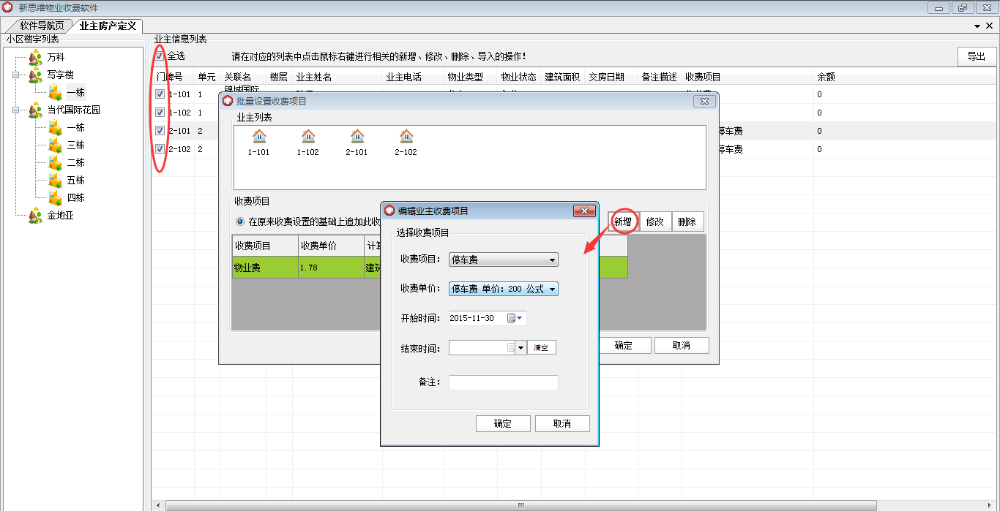 新思维物业收费软件
软件导航页 业主房产定义
小区楼宇列表
万科
写字楼
一栋
当代国际花园
一栋
三栋
二栋
五栋
四栋
金地亚
业主信息列表
全选 请在对应的列表中点击鼠标右键进行相关的新增、修改、删除、导入的操作! 导出
门牌号 单元 关联名 楼层 业主姓名 业主电话 物业类型 物业状态 建筑面积 交房日期 备注描述 收费项目 余额
1-101 1 锦城国际 0
1-102 1 0
2-101 2 停车费 0
2-102 2 停车费 0
批量设置收费项目
业主列表
1-101 1-102 2-101 2-102
收费项目
在原来收费设置的基础上追加此收
新增 修改 删除
收费项目 收费单价 计算
物业费 1.78 建筑
确定 取消
编辑业主收费项目
选择收费项目
收费项目: 停车费
收费单价: 停车费 单价: 200 公式
开始时间: 2015-11-30
结束时间: 清空
备注:
确定 取消